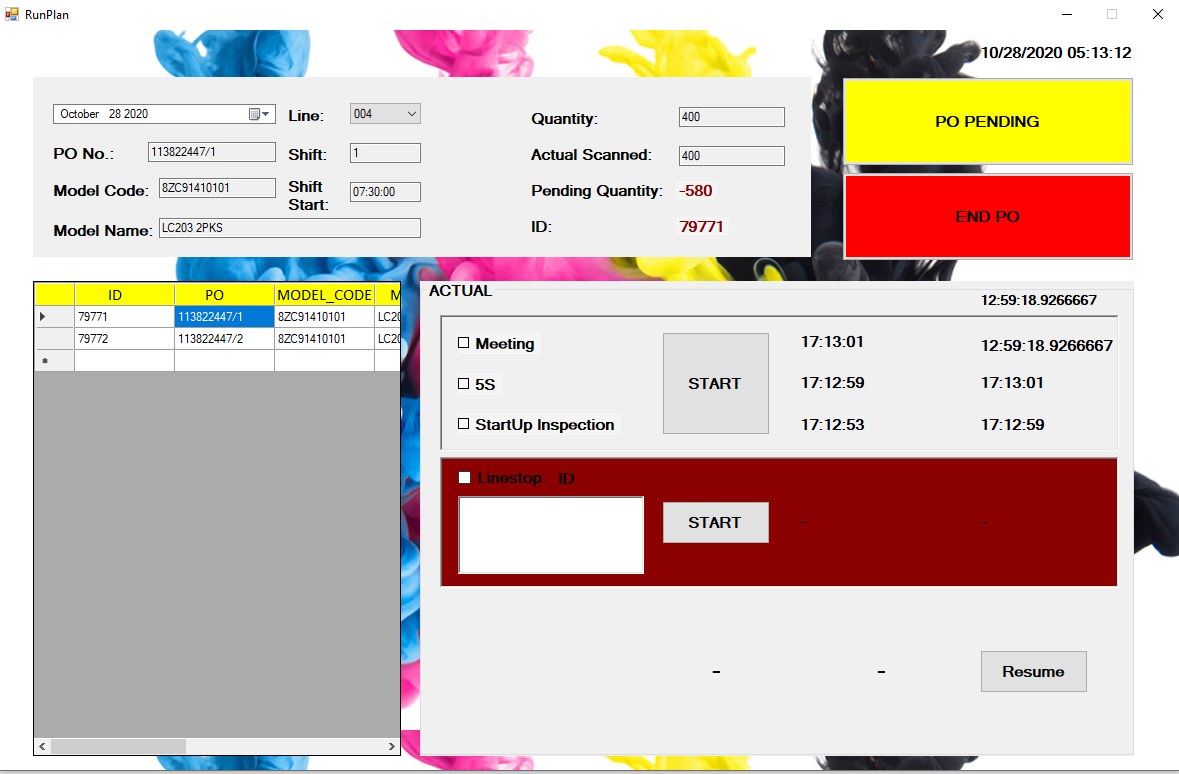 RunPlan
10/28/2020 05:13:12
October 28 2020
Line:
004
Quantity:
400
PO PENDING
PO No.:
113822447/1
Shift:
1
Actual Scanned:
400
Model Code:
8ZC91410101
Shift
Start:
07:30:00
Pending Quantity:
-580
END PO
Model Name:
LC203 2PKS
ID:
79771
ID PO MODEL_CODE M
79771 113822447/1 8ZC91410101 LC20
79772 113822447/2 8ZC91410101 LC20
*
ACTUAL
12:59:18.9266667
Meeting
17:13:01
12:59:18.9266667
5S
START
17:12:59
17:13:01
StartUp Inspection
17:12:53
17:12:59
Linestop: ID
START
-
-
-
-
Resume